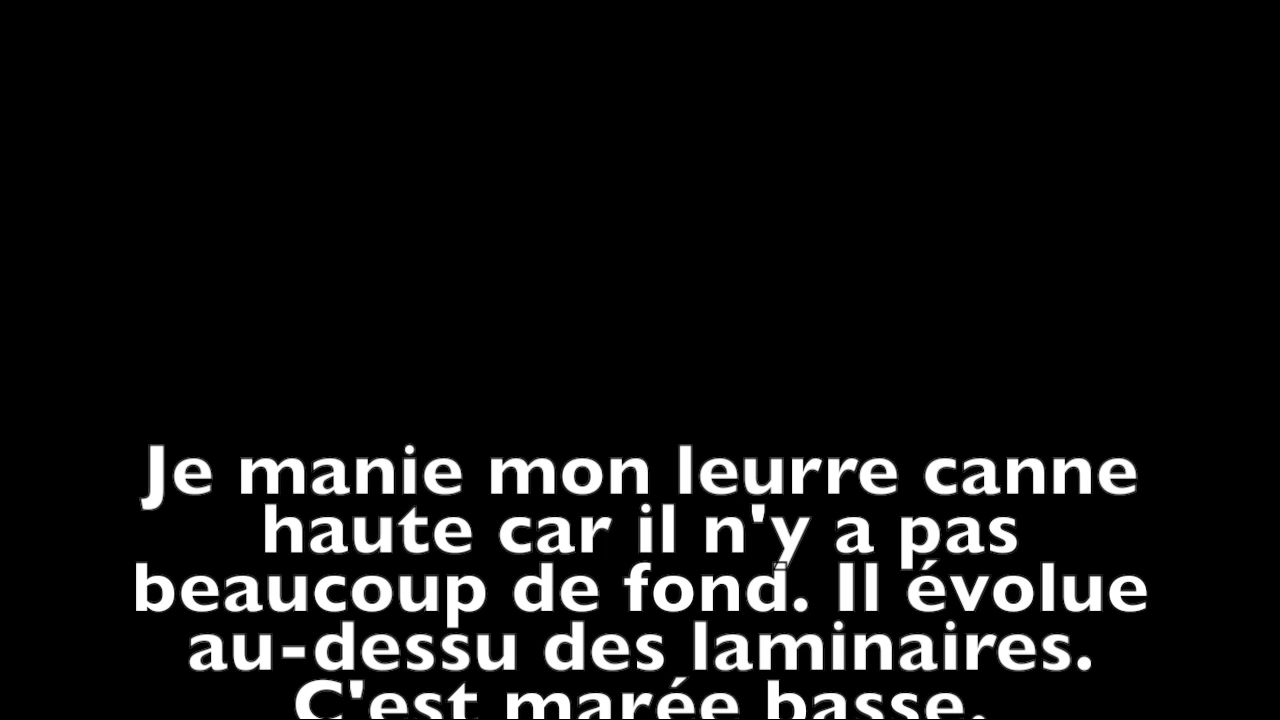 Je manie mon leurre canne
haute car il n'y a pas
beaucoup de fond. Il évolue
au-dessu des laminaires.
C'est marée basse.